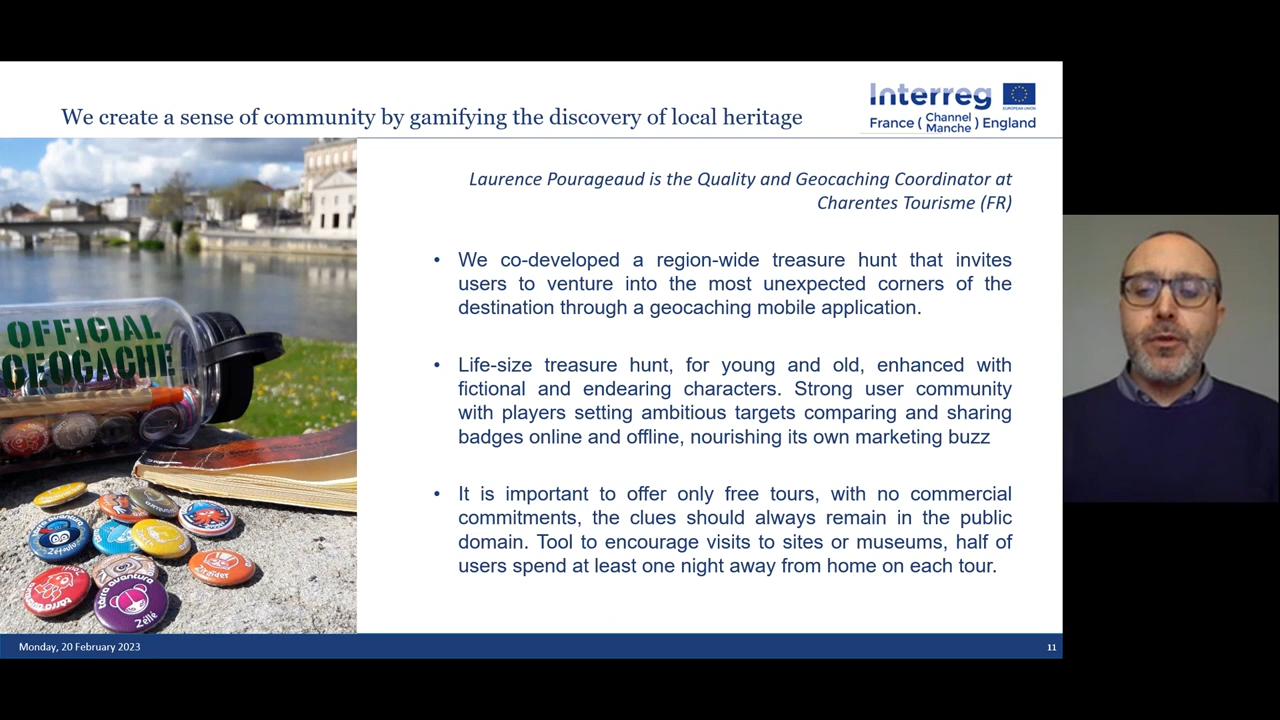 We create a sense of community by gamifying the discovery of local heritage
Interreg
EUROPEAN UNION
France ( Channel Manche ) England
Laurence Pourageaud is the Quality and Geocaching Coordinator at
Charentes Tourisme (FR)
• We co-developed a region-wide treasure hunt that invites
users to venture into the most unexpected corners of the
destination through a geocaching mobile application.
• Life-size treasure hunt, for young and old, enhanced with
fictional and endearing characters. Strong user community
with players setting ambitious targets comparing and sharing
badges online and offline, nourishing its own marketing buzz
• It is important to offer only free tours, with no commercial
commitments, the clues should always remain in the public
domain. Tool to encourage visits to sites or museums, half of
users spend at least one night away from home on each tour.
OFFICIAL
GEOCACHE
tèrra aventura
Zéllé
Monday, 20 February 2023
11